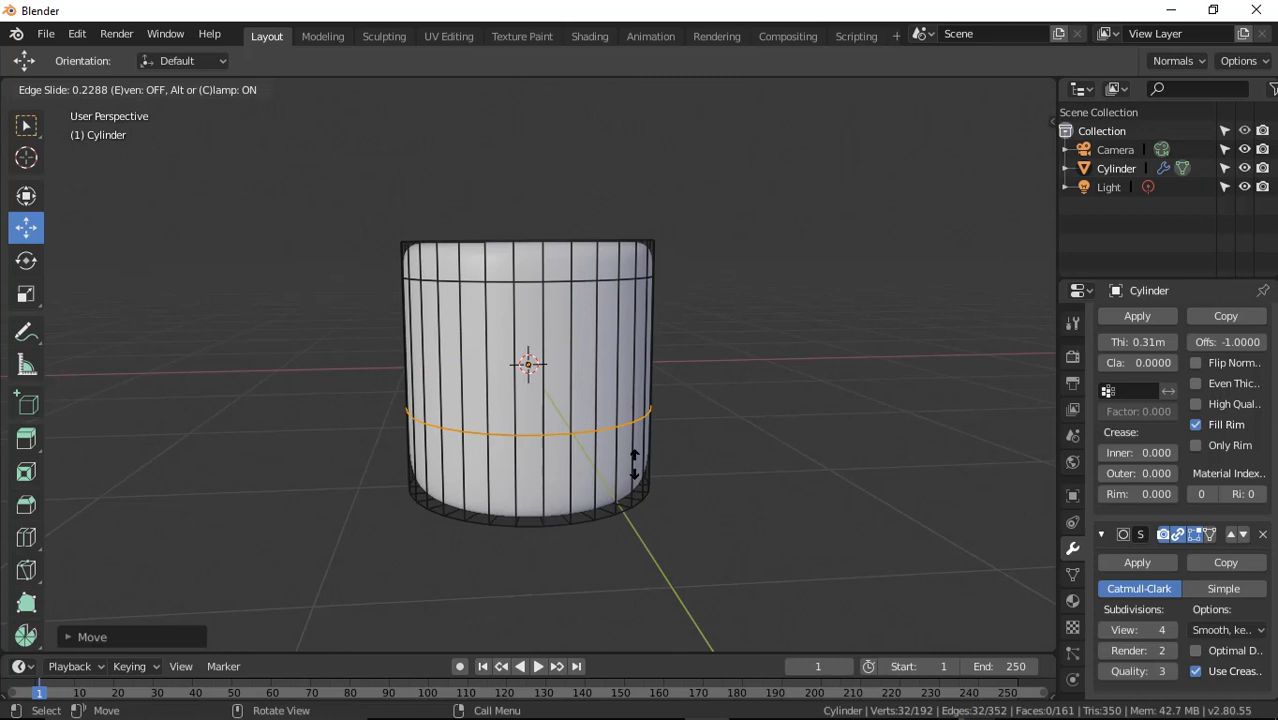 Blender
File Edit Render Window Help Layout Modeling Sculpting UV Editing Texture Paint Shading Animation Rendering Compositing Scripting + Scene View Layer
Orientation: Default Normals Options
Edge Slide: 0.2288 (E)ven: OFF, Alt or (C)lamp: ON
User Perspective
(1) Cylinder
Scene Collection
Collection
Camera
Cylinder
Light
Cylinder
Apply Copy
Thi: 0.31m Offs: -1.0000
Cla: 0.0000 Flip Norm..
Even Thic..
Factor: 0.000 High Qual..
Crease: Fill Rim
Inner: 0.000 Only Rim
Outer: 0.000 Material Index..
Rim: 0.000 0 Ri: 0
S
Apply Copy
Catmull-Clark Simple
Subdivisions: Options:
View: 4 Smooth, ke..
Render: 2 Optimal D..
Quality: 3 Use Creas..
Move
Playback Keying View Marker 1 Start: 1 End: 250
1 10 20 30 40 50 60 70 80 90 100 110 120 130 140 150 160 170 180 190 200 210 220 230 240 250
Select Move Rotate View Call Menu Cylinder | Verts:32/192 | Edges:32/352 | Faces:0/161 | Tris:350 | Mem: 42.7 MB | v2.80.55